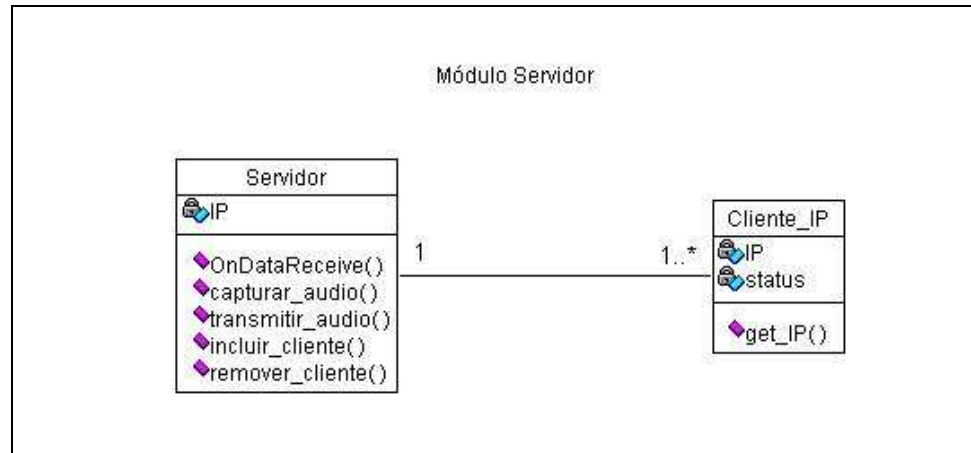 Módulo Servidor
Servidor
IP
OnDataReceive()
capturar_audio()
transmitir_audio()
incluir_cliente()
remover_cliente()
1
1..*
Cliente_IP
IP
status
get_IP()